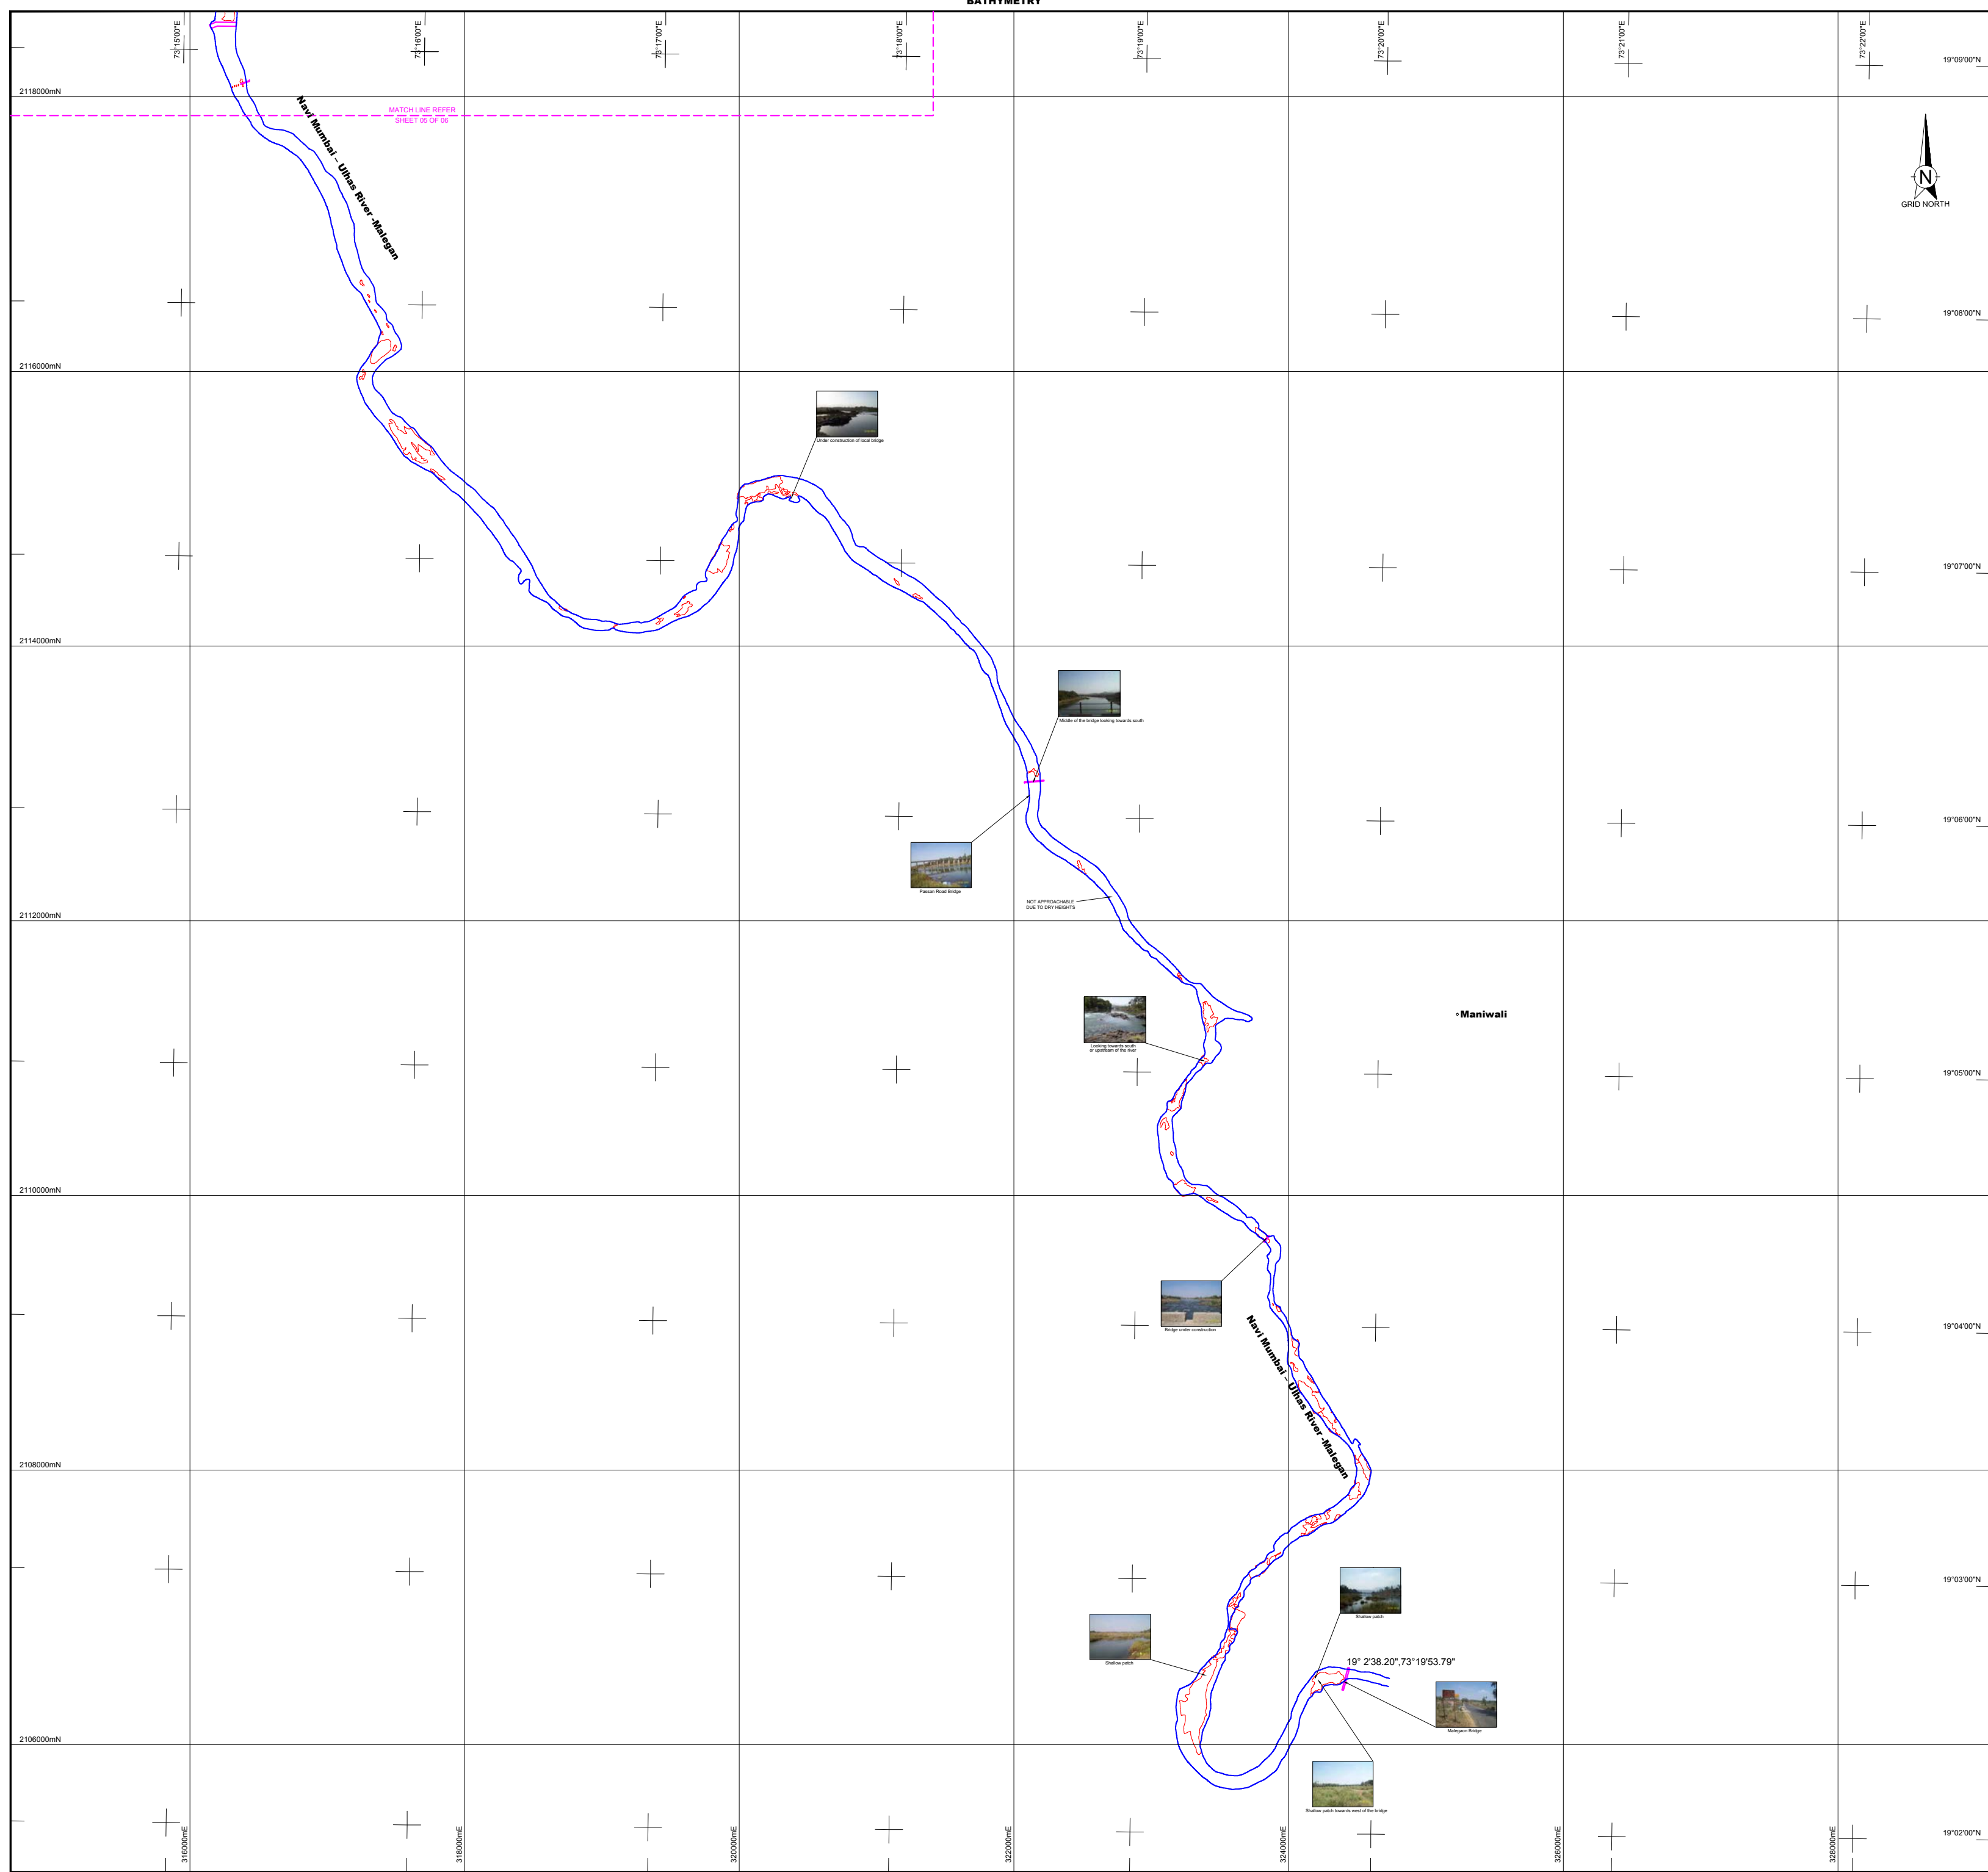 BATHYMETRY
73°15'00"E
73°16'00"E
73°17'00"E
73°18'00"E
73°19'00"E
73°20'00"E
73°21'00"E
73°22'00"E
19°09'00"N
2118000mN
MATCH LINE REFER
SHEET 05 OF 06
Navi Mumbai – Ulhas River -Malegan
N
GRID NORTH
19°08'00"N
2116000mN
Under construction of local bridge
19°07'00"N
2114000mN
Middle of the bridge looking towards south
19°06'00"N
Passan Road Bridge
NOT APPROACHABLE
DUE TO DRY HEIGHTS
2112000mN
Maniwali
Looking towards south
or upstream of the river
19°05'00"N
2110000mN
Bridge under construction
19°04'00"N
Navi Mumbai – Ulhas River -Malegan
2108000mN
19°03'00"N
Shallow patch
Shallow patch
19° 2'38.20",73°19'53.79"
Malegaon Bridge
2106000mN
Shallow patch towards west of the bridge
19°02'00"N
316000mE
318000mE
320000mE
322000mE
324000mE
326000mE
328000mE